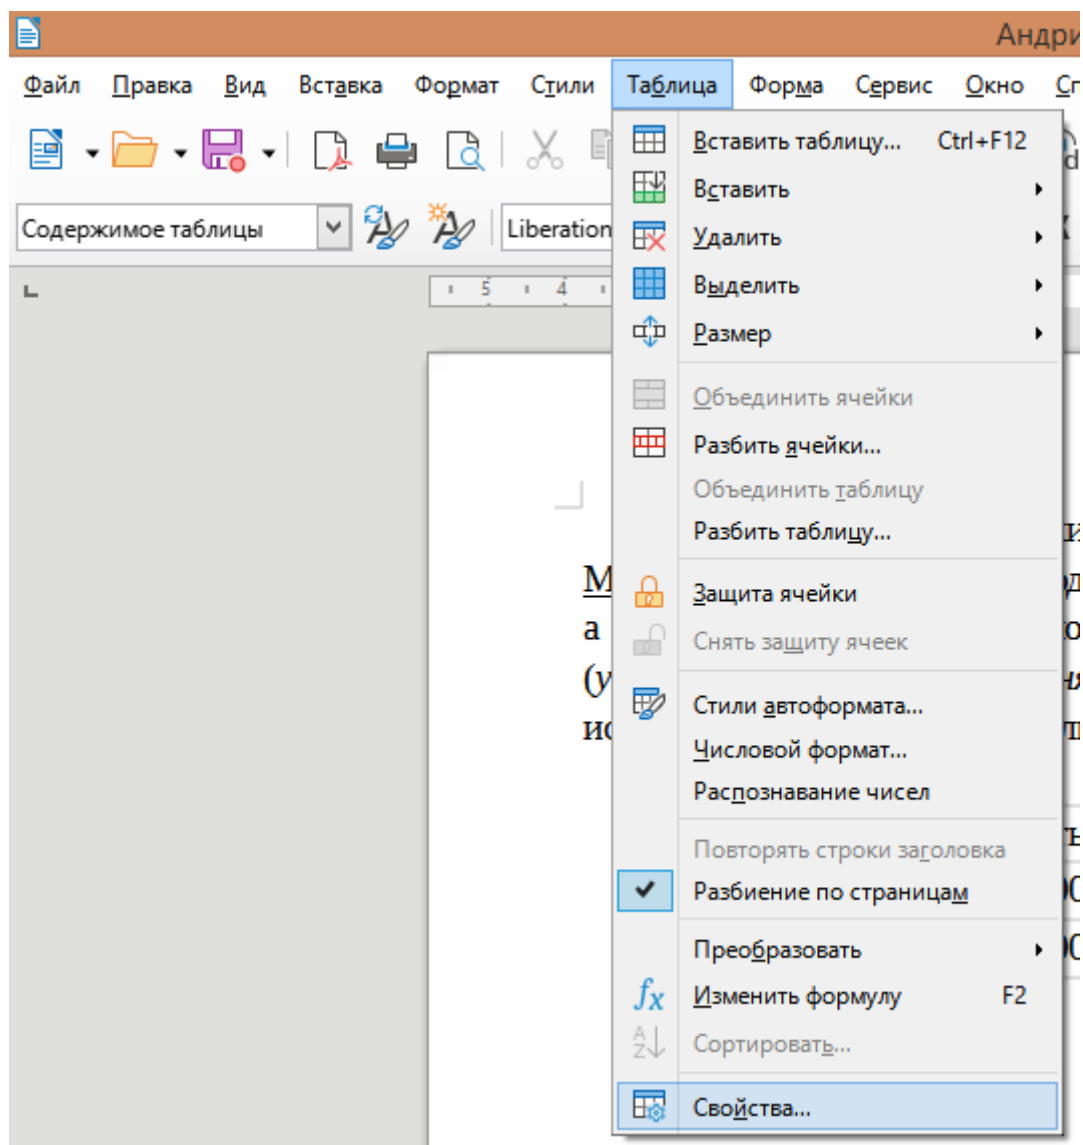 Андри
Файл Правка Вид Вставка Формат Стили Таблица Форма Сервис Окно Сп
Содержимое таблицы Liberation
5 4
Вставить таблицу... Ctrl+F12
Вставить
Удалить
Выделить
Размер
Объединить ячейки
Разбить ячейки...
Объединить таблицу
Разбить таблицу...
Защита ячейки
Снять защиту ячеек
Стили автоформата...
Числовой формат...
Распознавание чисел
Повторять строки заголовка
Разбиение по страницам
Преобразовать
Изменить формулу F2
Сортировать...
Свойства...
М
а
(у
ис